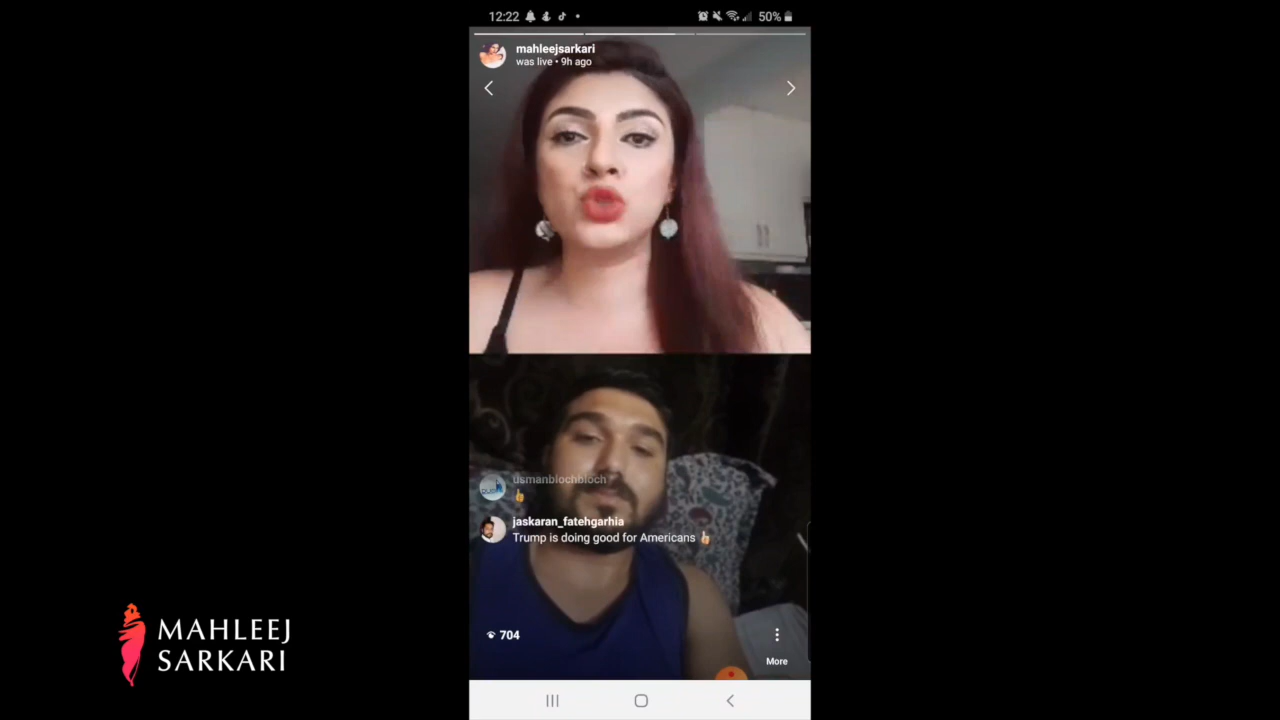 12:22
50%
mahleejsarkari
was live • 9h ago
usmanblochbloch
jaskaran_fatehgarhia
Trump is doing good for Americans
704
More
MAHLEEJ
SARKARI